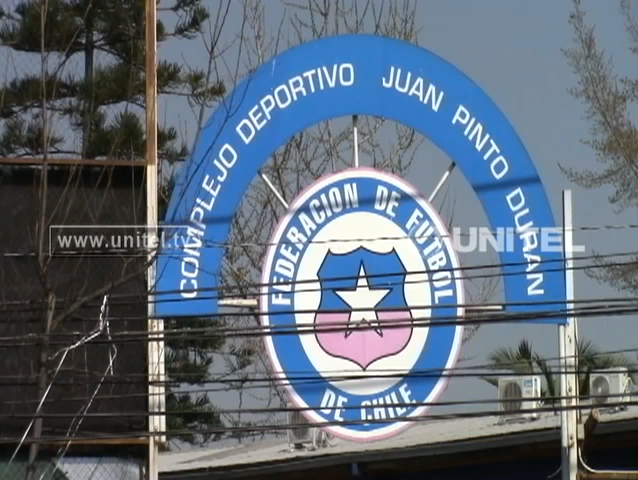 COMPLEJO DEPORTIVO JUAN PINTO DURAN
FEDERACION DE FUTBOL
DE CHILE
www.unitel.tv
UNITEL